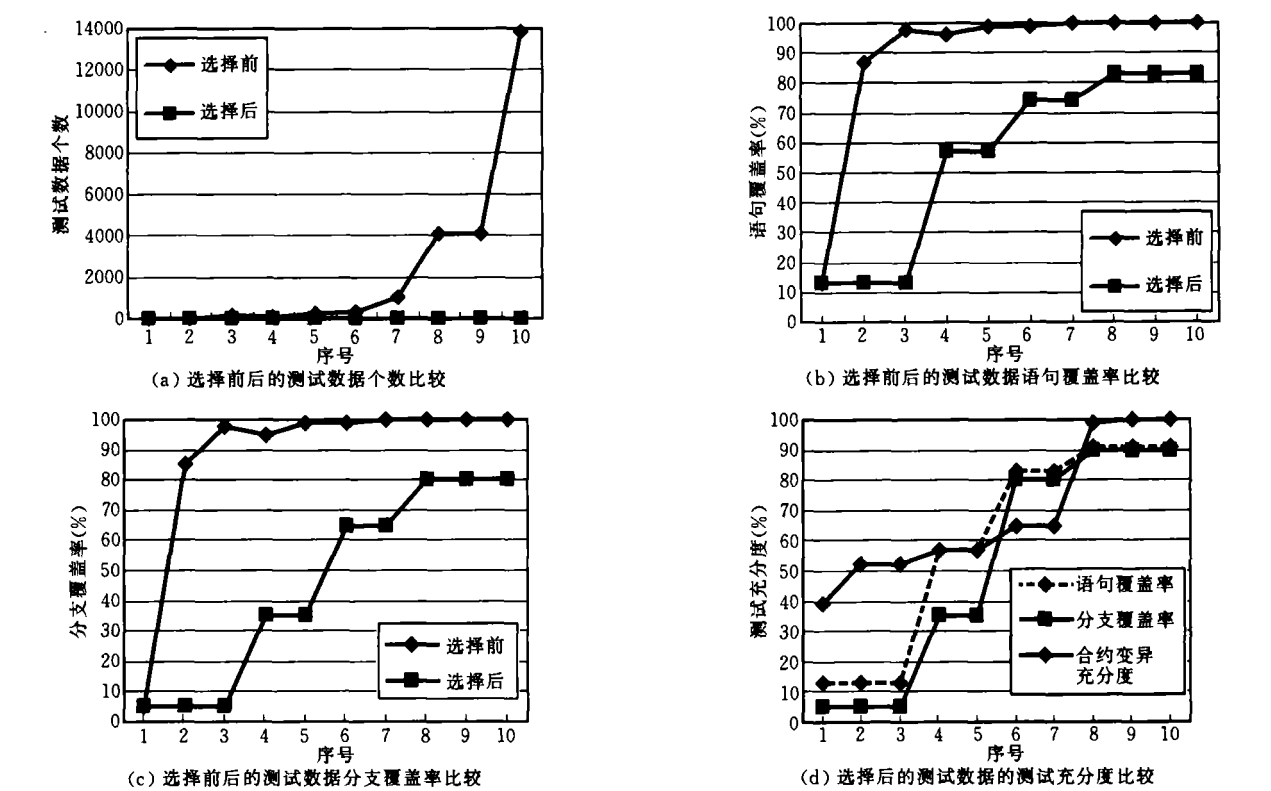 14000
12000
10000
8000
6000
4000
2000
0
测试数据个数
选择前
选择后
1 2 3 4 5 6 7 8 9 10
序号
(a) 选择前后的测试数据个数比较
100
90
80
70
60
50
40
30
20
10
0
语句覆盖率(%)
选择前
选择后
1 2 3 4 5 6 7 8 9 10
序号
(b) 选择前后的测试数据语句覆盖率比较
100
90
80
70
60
50
40
30
20
10
0
分支覆盖率(%)
选择前
选择后
1 2 3 4 5 6 7 8 9 10
序号
(c) 选择前后的测试数据分支覆盖率比较
100
90
80
70
60
50
40
30
20
10
0
测试充分度(%)
语句覆盖率
分支覆盖率
合约变异
充分度
1 2 3 4 5 6 7 8 9 10
序号
(d) 选择后的测试数据的测试充分度比较